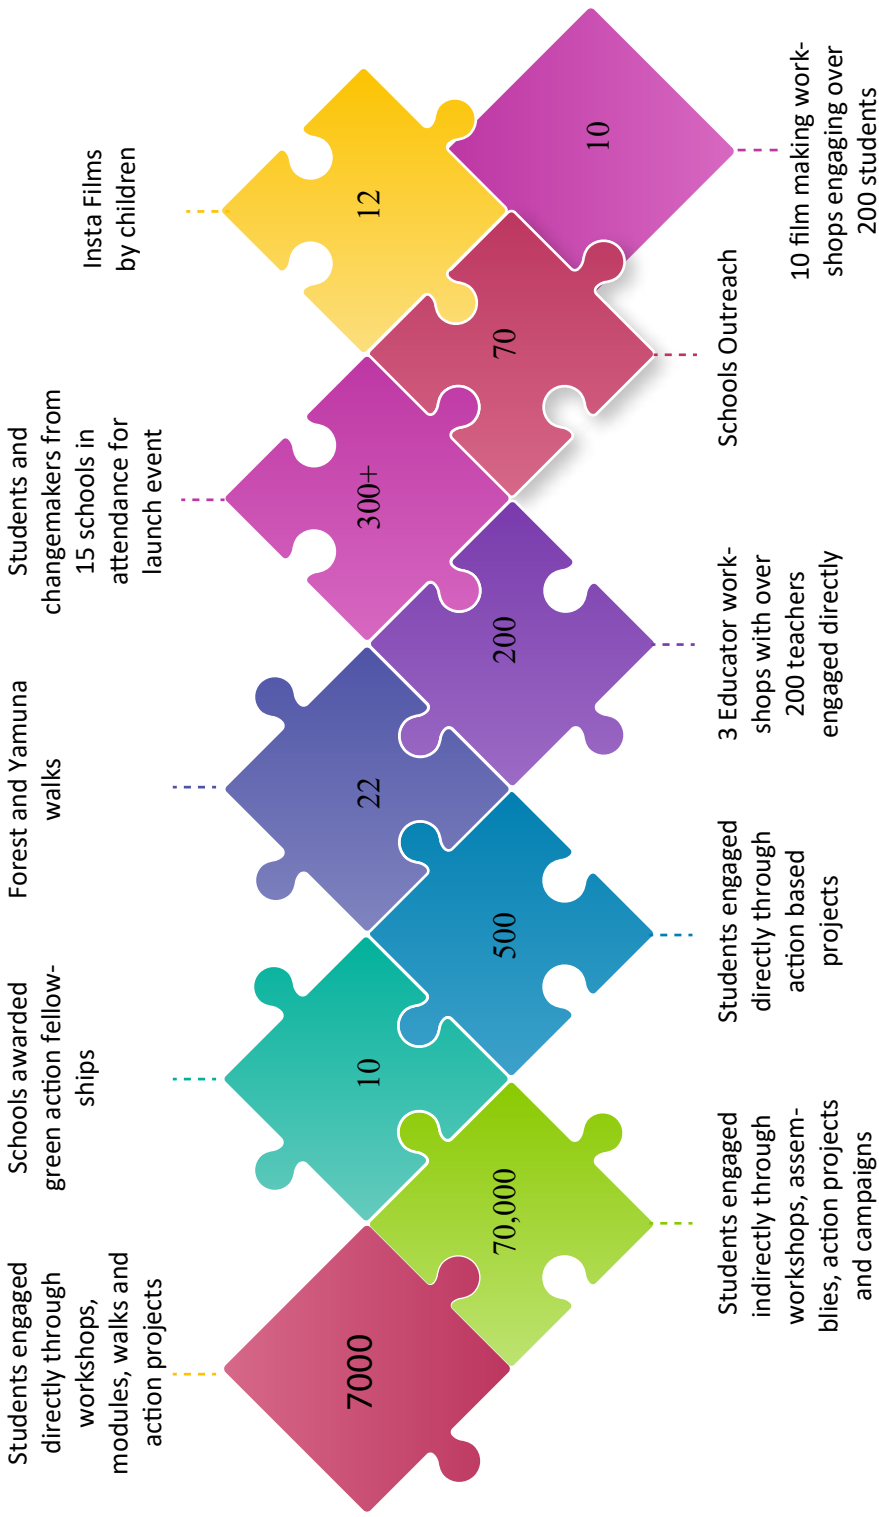 Students engaged
directly through
workshops,
modules, walks and
action projects
7000
70,000
Students engaged
indirectly through
workshops, assem-
blies, action projects
and campaigns
Schools awarded
green action fellow-
ships
10
500
Students engaged
directly through
action based
projects
Forest and Yamuna
walks
22
200
3 Educator work-
shops with over
200 teachers
engaged directly
Students and
changemakers from
15 schools in
attendance for
launch event
300+
70
Schools Outreach
Insta Films
by children
12
10
10 film making work-
shops engaging over
200 students